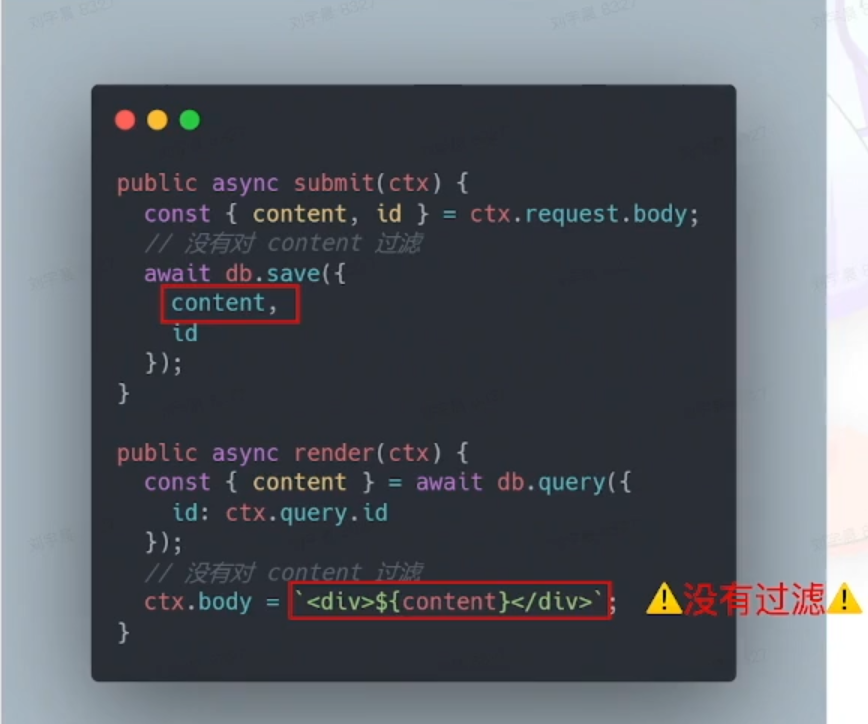 public async submit(ctx) {
const { content, id } = ctx.request.body;
// 没有对 content 过滤
await db.save({
content,
id
});
}
public async render(ctx) {
const { content } = await db.query({
id: ctx.query.id
});
// 没有对 content 过滤
ctx.body = `<div>${content}</div>`; ⚠️没有过滤⚠️
}